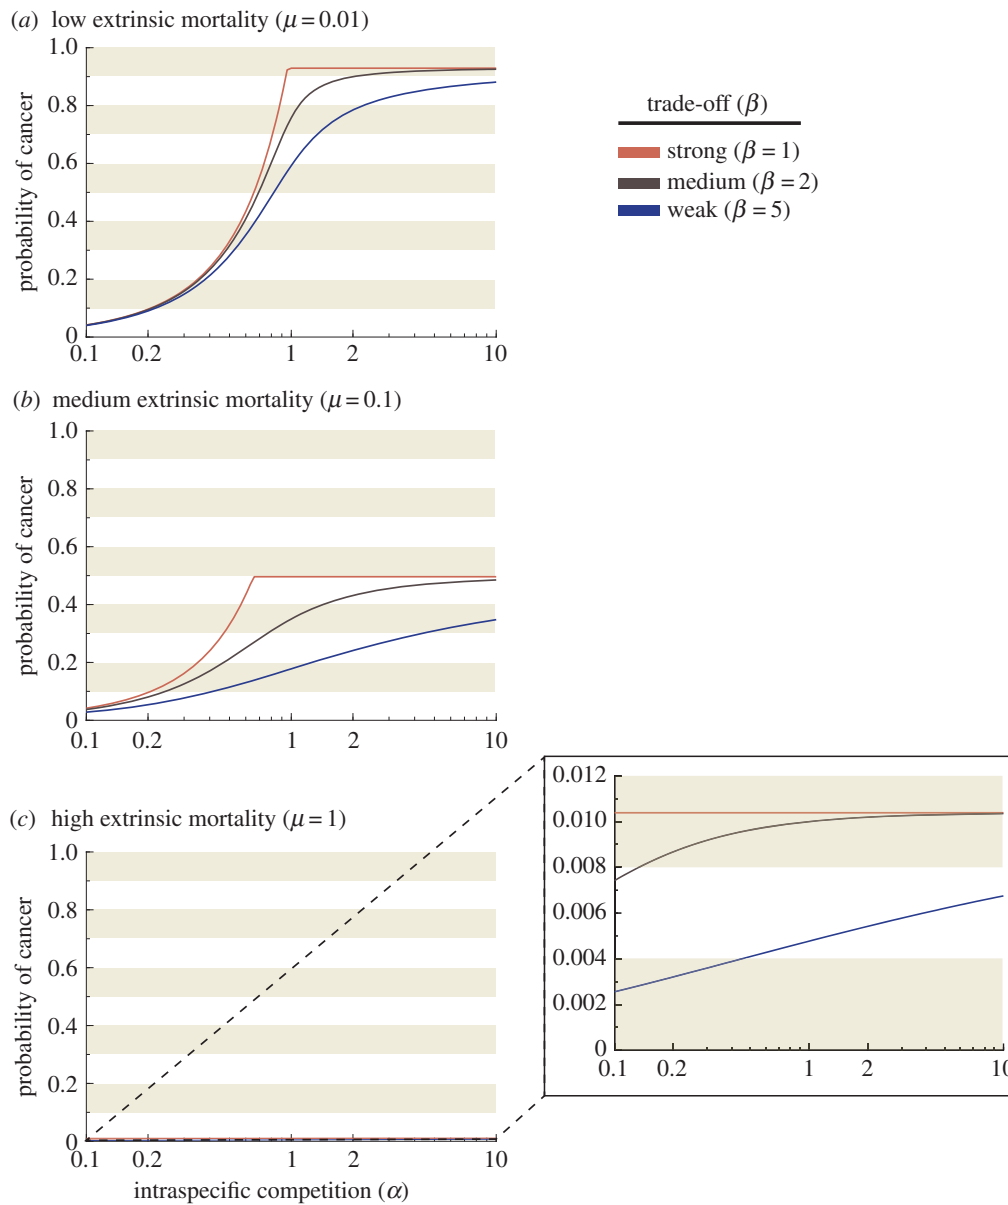 (a) low extrinsic mortality (μ = 0.01)
1.0
0.8
0.6
0.4
0.2
0
probability of cancer
0.1 0.2 1 2 10
trade-off (β)
strong (β = 1)
medium (β = 2)
weak (β = 5)
(b) medium extrinsic mortality (μ = 0.1)
1.0
0.8
0.6
0.4
0.2
0
probability of cancer
0.1 0.2 1 2 10
(c) high extrinsic mortality (μ = 1)
1.0
0.8
0.6
0.4
0.2
0
probability of cancer
0.1 0.2 1 2 10
intraspecific competition (α)
0.012
0.010
0.008
0.006
0.004
0.002
0
0.1 0.2 1 2 10